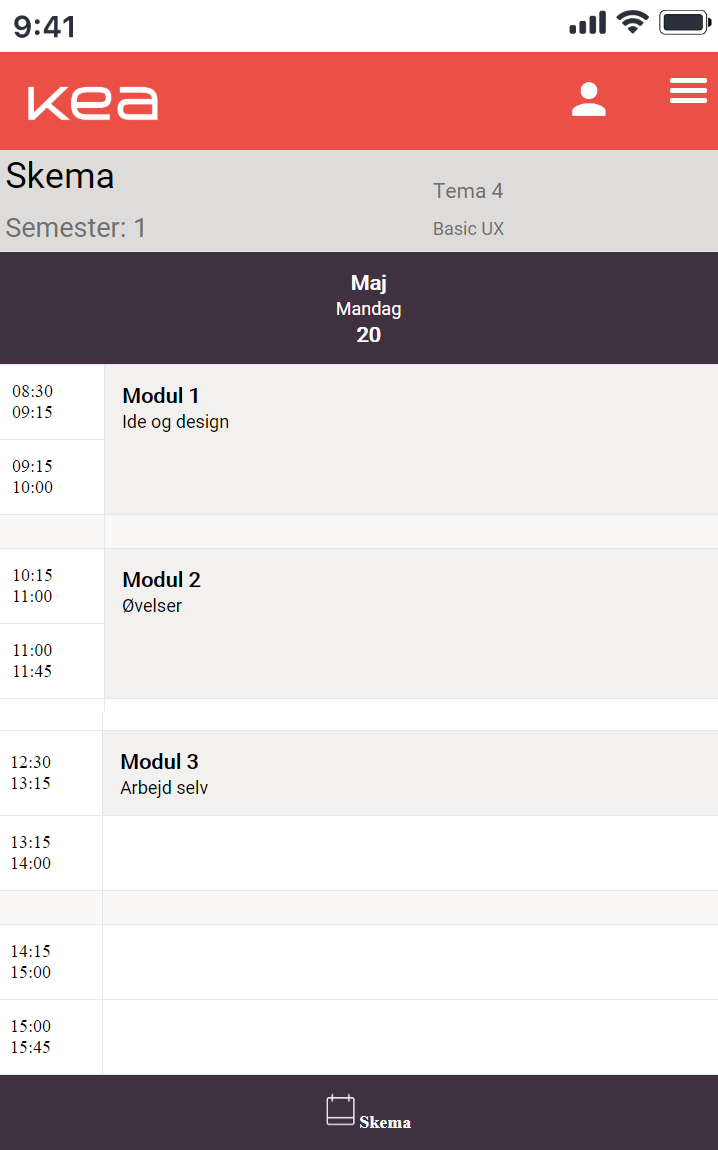 9:41
kea
Skema
Tema 4
Semester: 1
Basic UX
Maj
Mandag
20
08:30
09:15
Modul 1
Ide og design
09:15
10:00
10:15
11:00
Modul 2
Øvelser
11:00
11:45
12:30
13:15
Modul 3
Arbejd selv
13:15
14:00
14:15
15:00
15:00
15:45
Skema